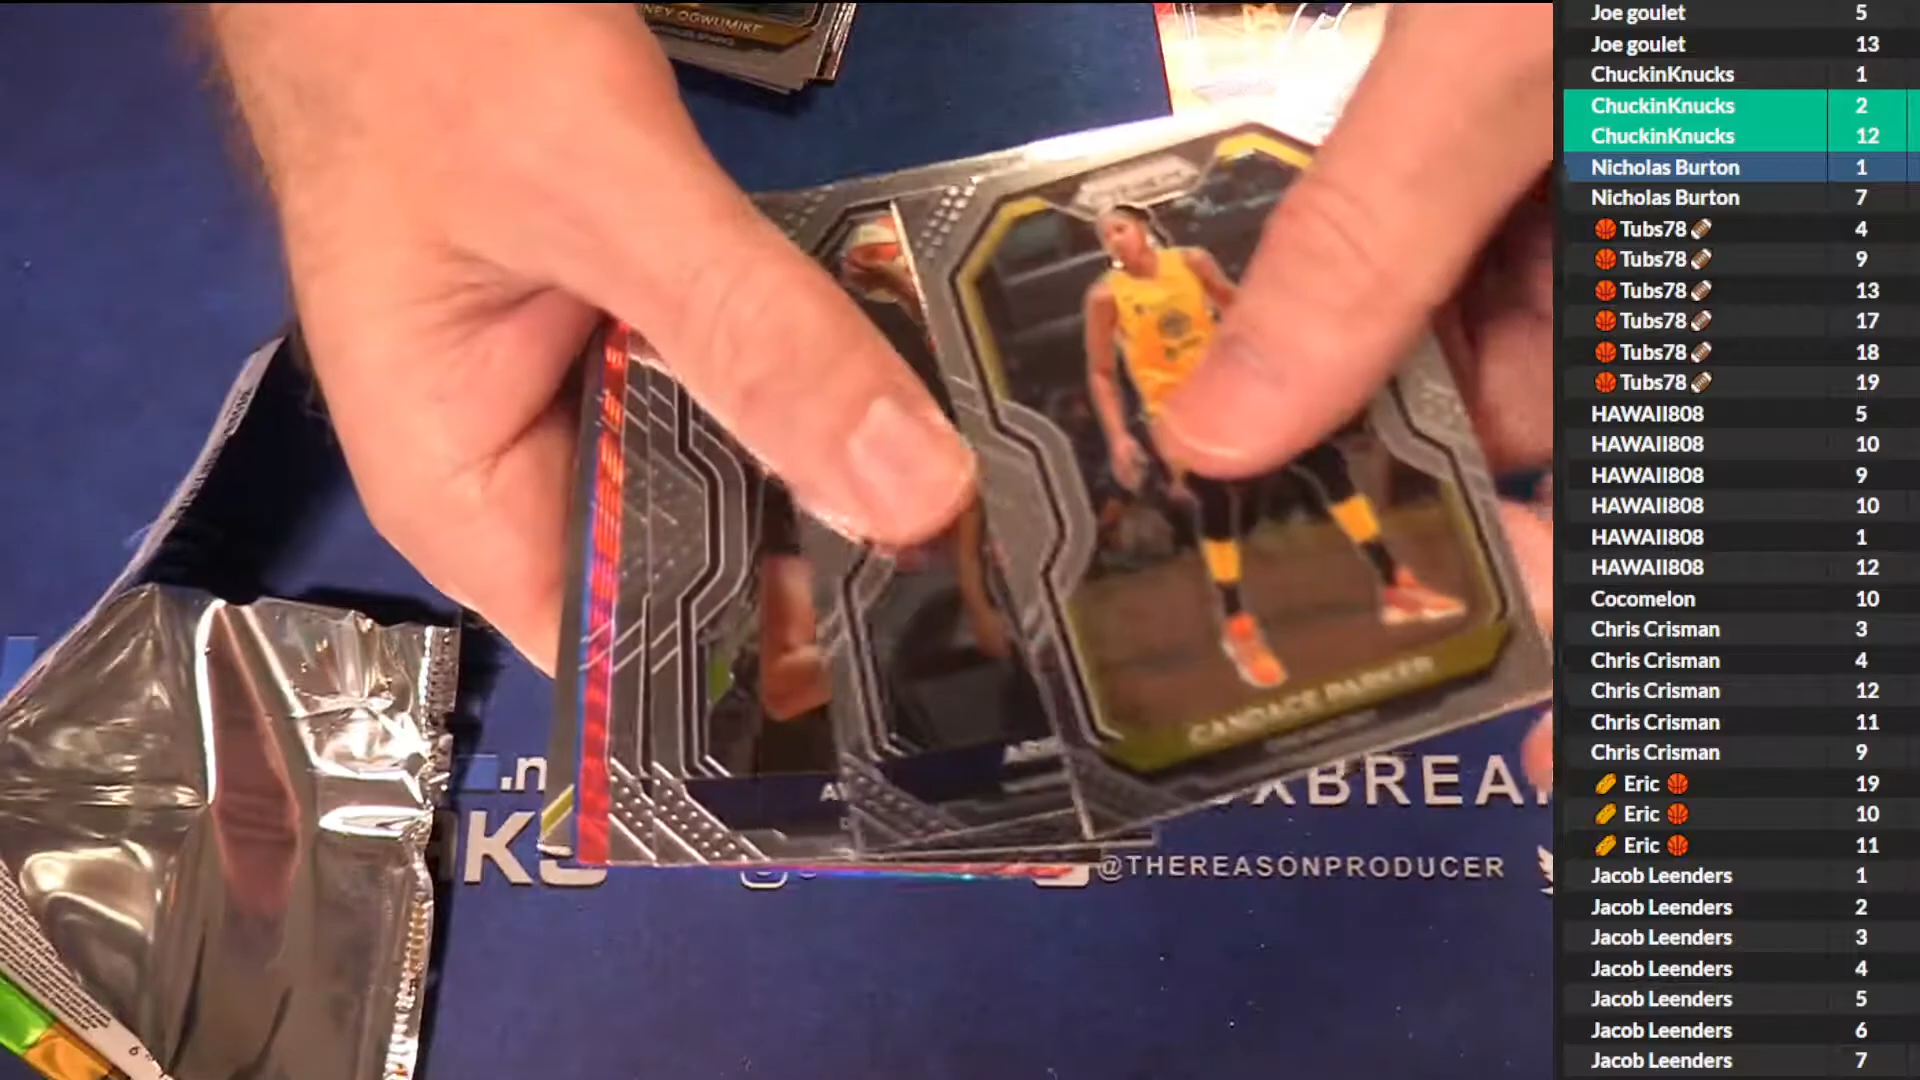 NEY OGWUMIKE
PRIZM
CANDACE PARKER
.n
XBREA
AKS
@THEREASONPRODUCER
Joe goulet 5
Joe goulet 13
ChuckinKnucks 1
ChuckinKnucks 2
ChuckinKnucks 12
Nicholas Burton 1
Nicholas Burton 7
🏀 Tubs78 🏈 4
🏀 Tubs78 🏈 9
🏀 Tubs78 🏈 13
🏀 Tubs78 🏈 17
🏀 Tubs78 🏈 18
🏀 Tubs78 🏈 19
HAWAII808 5
HAWAII808 10
HAWAII808 9
HAWAII808 10
HAWAII808 1
HAWAII808 12
Cocomelon 10
Chris Crisman 3
Chris Crisman 4
Chris Crisman 12
Chris Crisman 11
Chris Crisman 9
🌭 Eric 🏀 19
🌭 Eric 🏀 10
🌭 Eric 🏀 11
Jacob Leenders 1
Jacob Leenders 2
Jacob Leenders 3
Jacob Leenders 4
Jacob Leenders 5
Jacob Leenders 6
Jacob Leenders 7